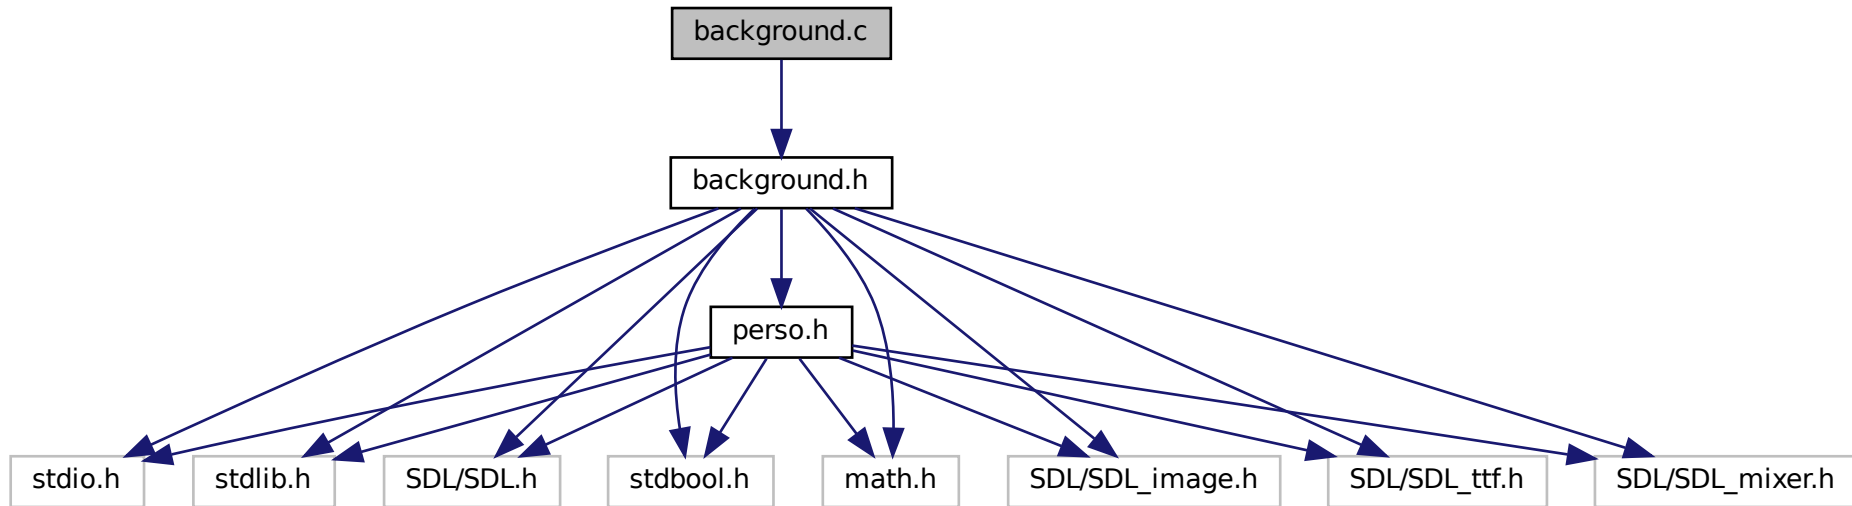 background.c
background.h
perso.h
stdio.h
stdlib.h
SDL/SDL.h
stdbool.h
math.h
SDL/SDL_image.h
SDL/SDL_ttf.h
SDL/SDL_mixer.h